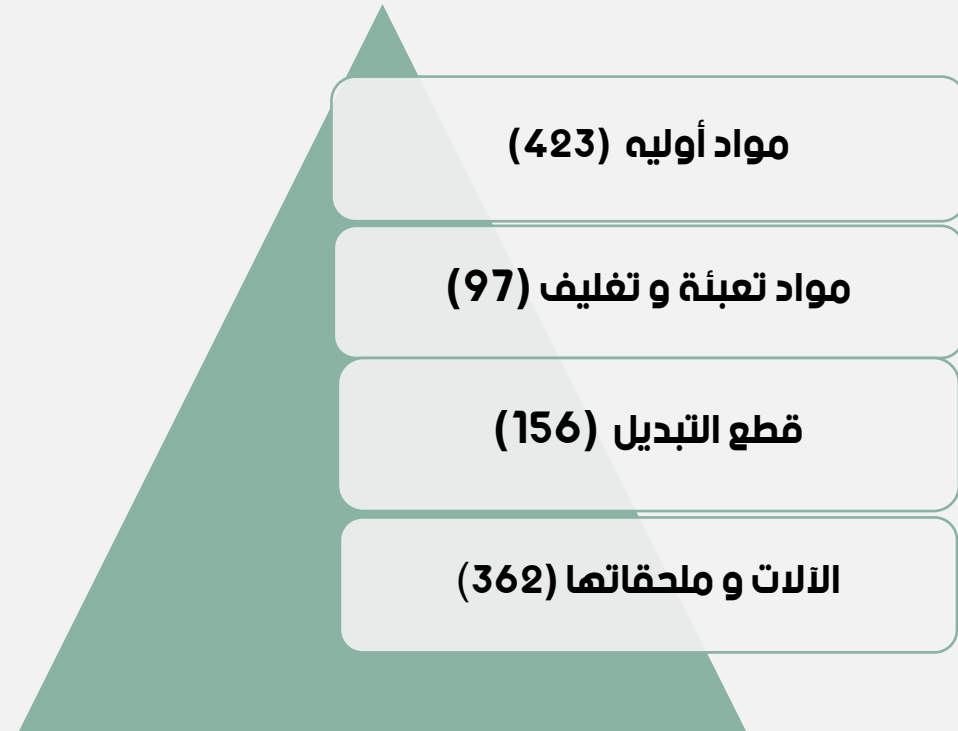 مواد أوليه (423)
مواد تعبئة و تغليف (97)
قطع التبديل (156)
الآلات و ملحقاتها (362)